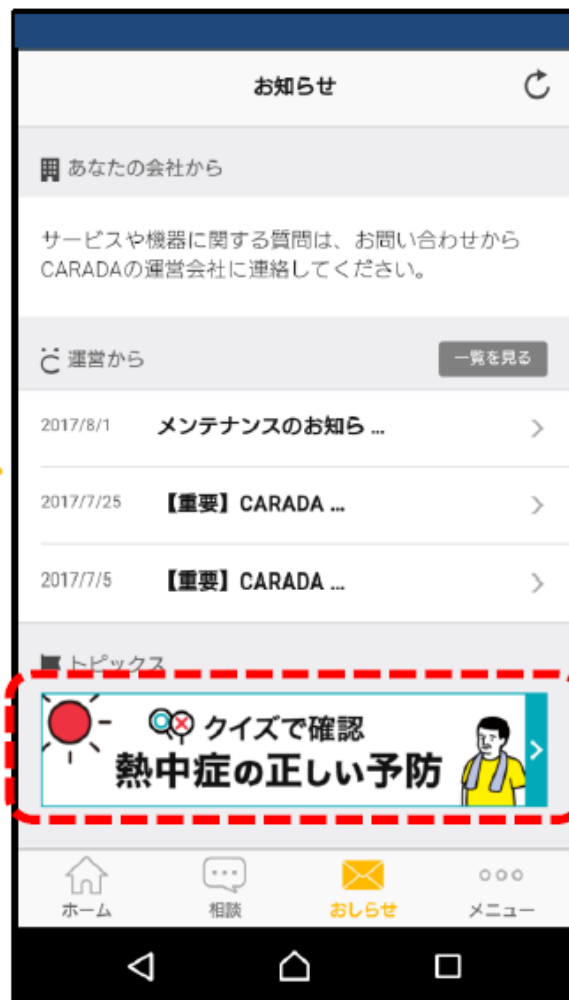 お知らせ
あなたの会社から
サービスや機器に関する質問は、お問い合わせから
CARADAの運営会社に連絡してください。
運営から
一覧を見る
2017/8/1 メンテナンスのお知ら ...
2017/7/25 【重要】CARADA ...
2017/7/5 【重要】CARADA ...
トピックス
クイズで確認
熱中症の正しい予防
ホーム 相談 おしらせ メニュー